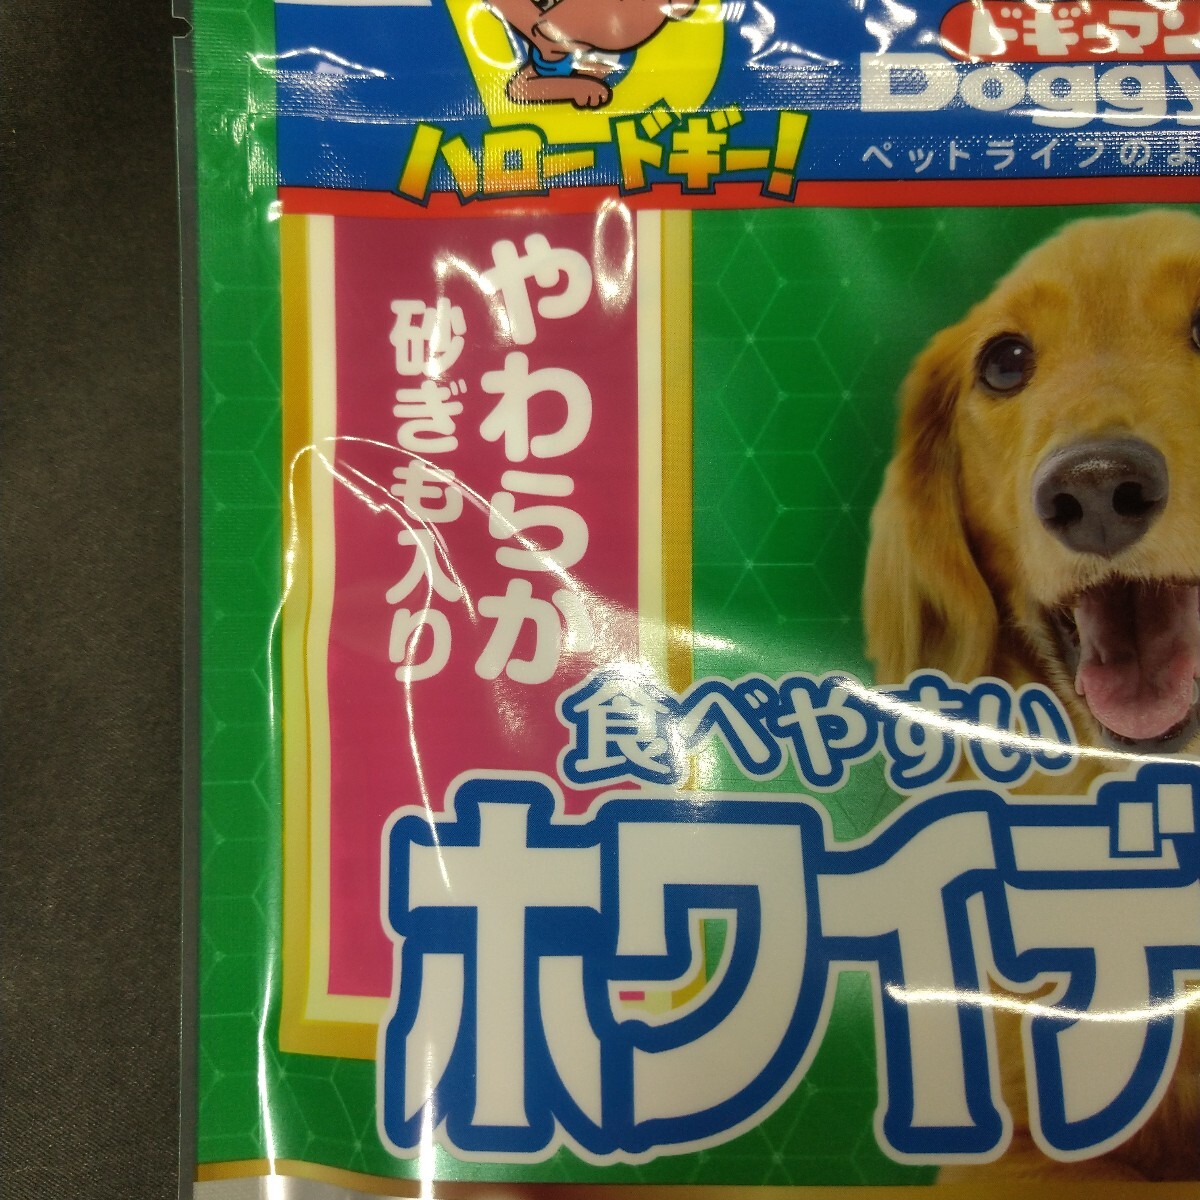 ドギーマン
Doggy
ペットライフのよ
ハロードギー!
やわらか
砂ぎも入り
食べやすい
ホワイデ